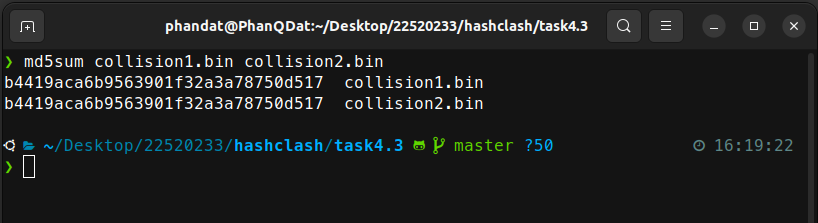 phandat@PhanQDat:~/Desktop/22520233/hashclash/task4.3
❯ md5sum collision1.bin collision2.bin
b4419aca6b9563901f32a3a78750d517  collision1.bin
b4419aca6b9563901f32a3a78750d517  collision2.bin
~/Desktop/22520233/hashclash/task4.3 master ?50 16:19:22
❯